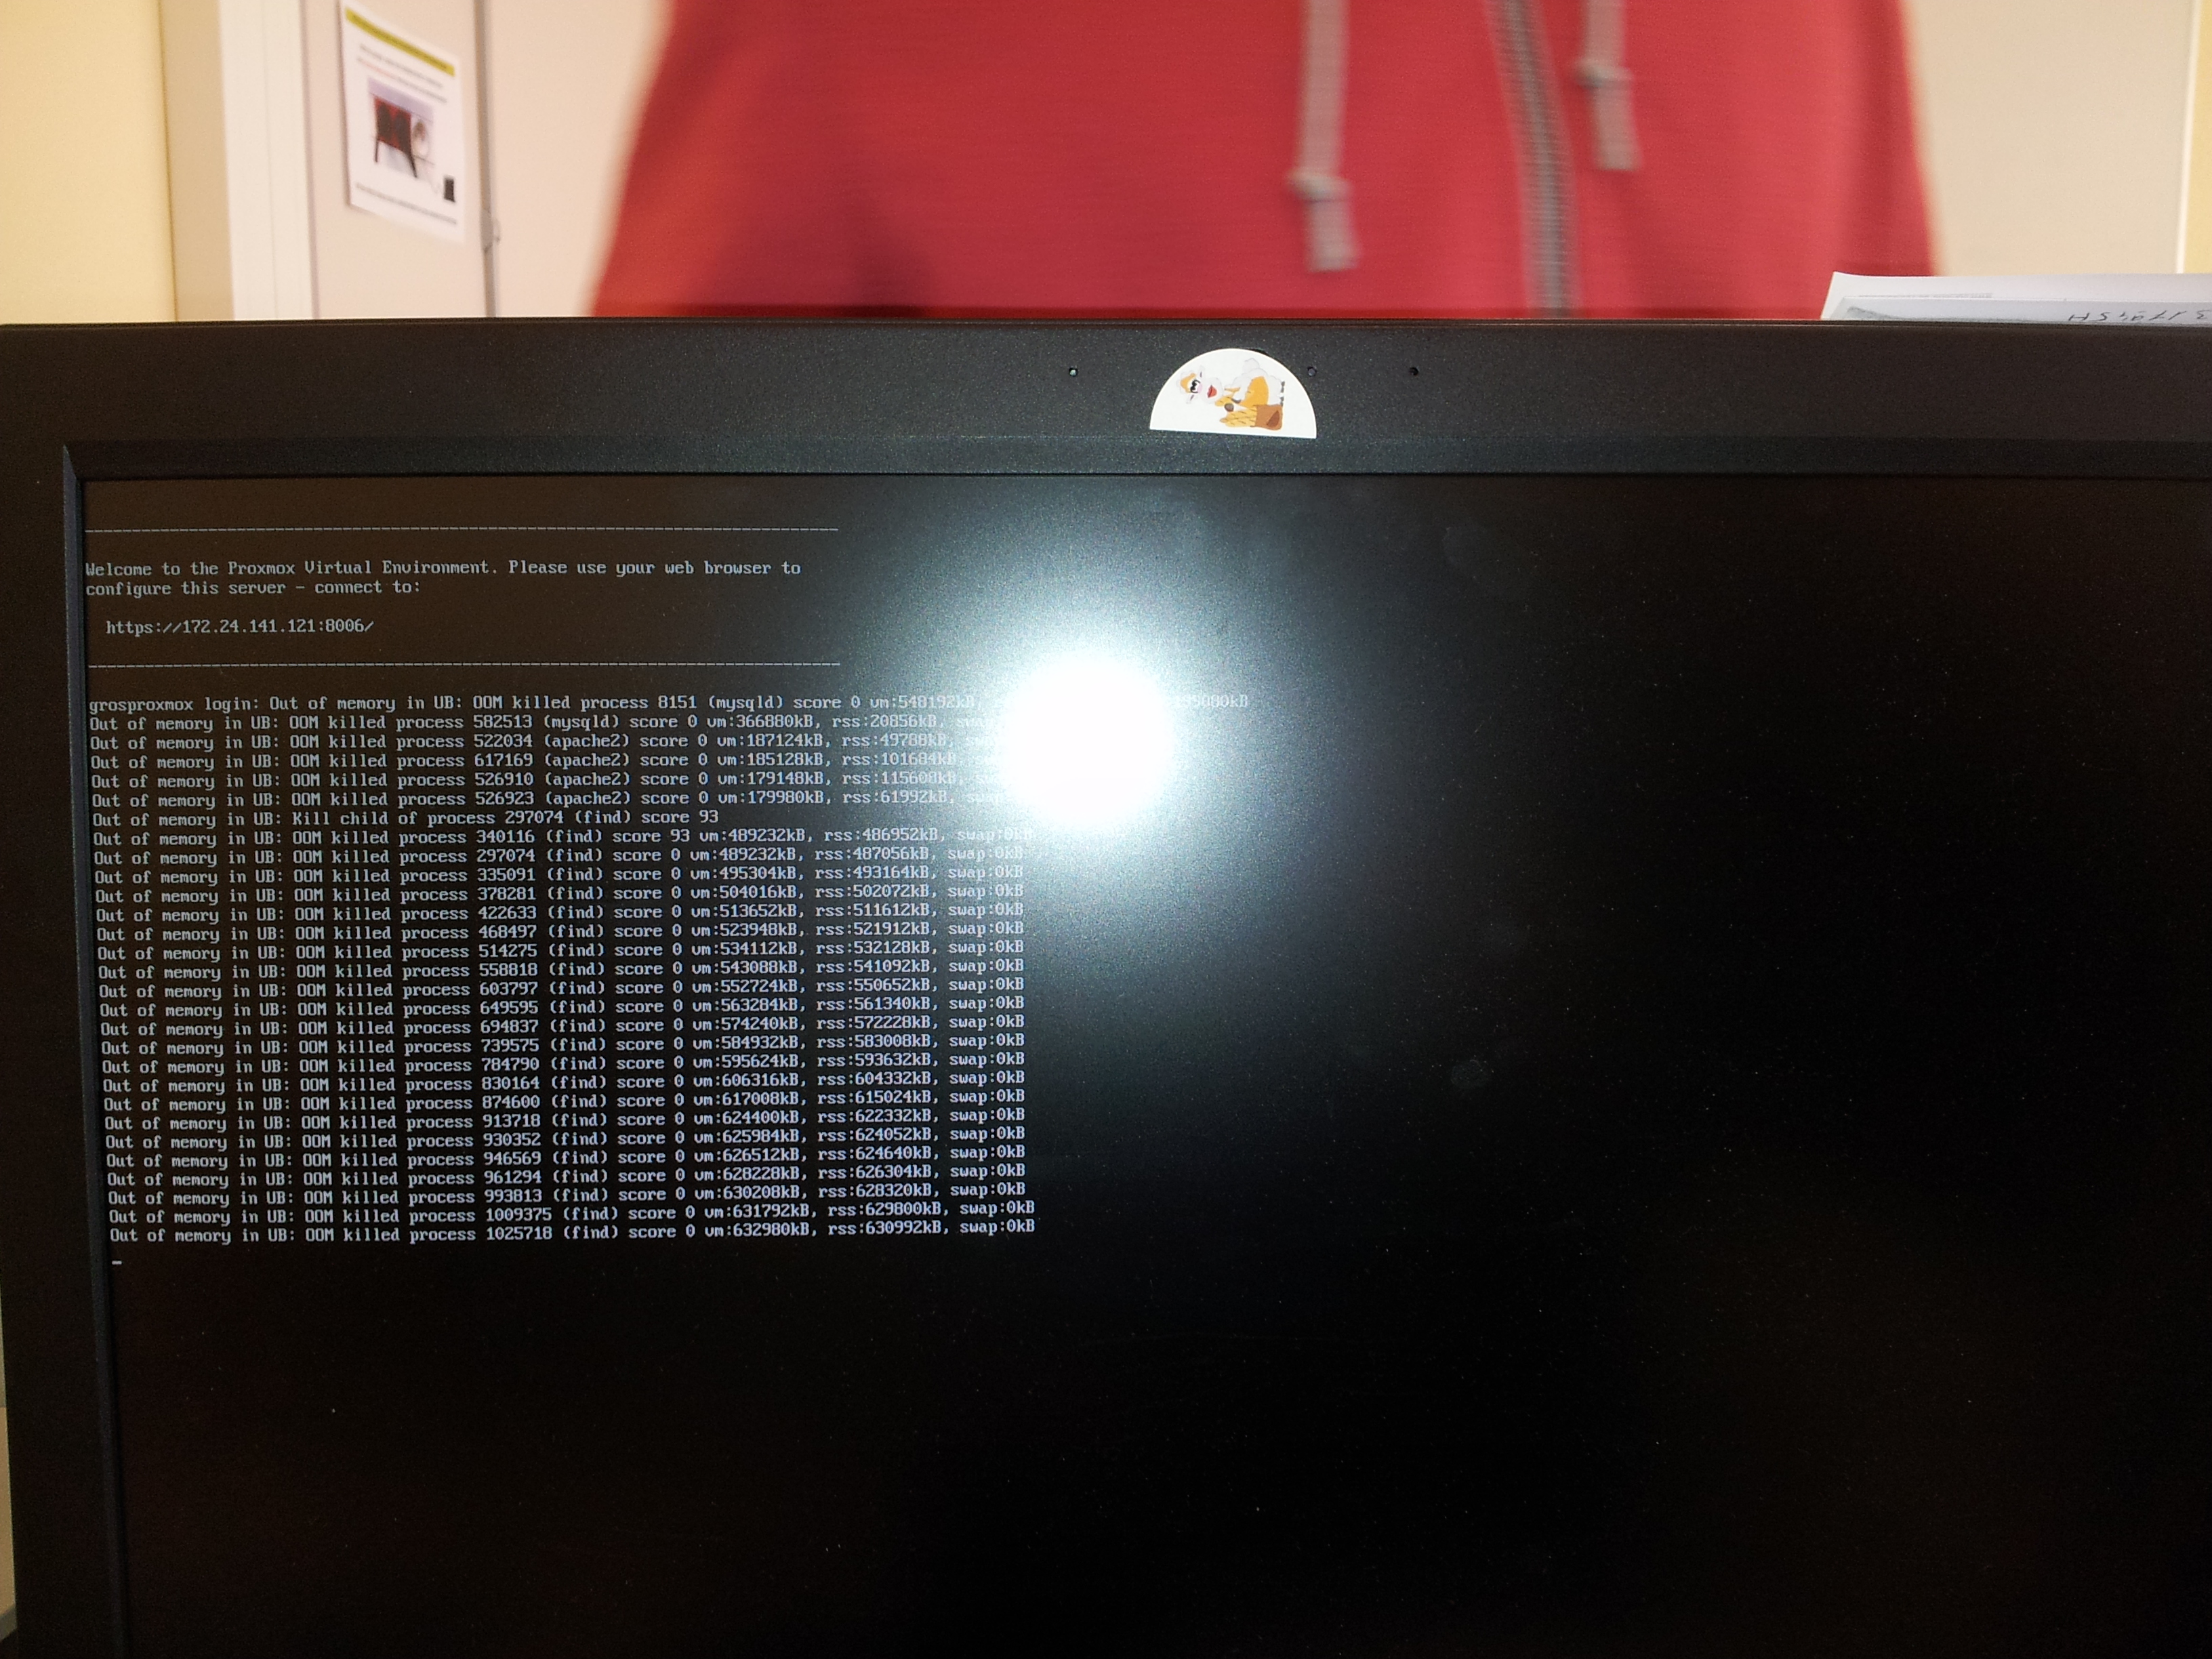 Welcome to the Proxmox Virtual Environment. Please use your web browser to
configure this server - connect to:
https://172.24.141.121:8006/
grosproxmox login: Out of memory in UB: OOM killed process 8151 (mysqld) score 0 vm:548192kB,
Out of memory in UB: OOM killed process 582513 (mysqld) score 0 vm:366880kB, rss:20856kB,
Out of memory in UB: OOM killed process 522034 (apache2) score 0 vm:187124kB, rss:49788kB,
Out of memory in UB: OOM killed process 617169 (apache2) score 0 vm:185128kB, rss:101684kB,
Out of memory in UB: OOM killed process 526910 (apache2) score 0 vm:179148kB, rss:115608kB,
Out of memory in UB: OOM killed process 526923 (apache2) score 0 vm:179980kB, rss:61992kB,
Out of memory in UB: Kill child of process 297074 (find) score 93
Out of memory in UB: OOM killed process 340116 (find) score 93 vm:489232kB, rss:486952kB, swap:0kB
Out of memory in UB: OOM killed process 297074 (find) score 0 vm:489232kB, rss:487056kB, swap:0kB
Out of memory in UB: OOM killed process 335091 (find) score 0 vm:495304kB, rss:493164kB, swap:0kB
Out of memory in UB: OOM killed process 378281 (find) score 0 vm:504016kB, rss:502072kB, swap:0kB
Out of memory in UB: OOM killed process 422633 (find) score 0 vm:513652kB, rss:511612kB, swap:0kB
Out of memory in UB: OOM killed process 468497 (find) score 0 vm:523948kB, rss:521912kB, swap:0kB
Out of memory in UB: OOM killed process 514275 (find) score 0 vm:534112kB, rss:532128kB, swap:0kB
Out of memory in UB: OOM killed process 558818 (find) score 0 vm:543088kB, rss:541092kB, swap:0kB
Out of memory in UB: OOM killed process 603797 (find) score 0 vm:552724kB, rss:550652kB, swap:0kB
Out of memory in UB: OOM killed process 649595 (find) score 0 vm:563284kB, rss:561340kB, swap:0kB
Out of memory in UB: OOM killed process 694837 (find) score 0 vm:574240kB, rss:572228kB, swap:0kB
Out of memory in UB: OOM killed process 739575 (find) score 0 vm:584932kB, rss:583008kB, swap:0kB
Out of memory in UB: OOM killed process 784790 (find) score 0 vm:595624kB, rss:593632kB, swap:0kB
Out of memory in UB: OOM killed process 830164 (find) score 0 vm:606316kB, rss:604332kB, swap:0kB
Out of memory in UB: OOM killed process 874600 (find) score 0 vm:617008kB, rss:615024kB, swap:0kB
Out of memory in UB: OOM killed process 913718 (find) score 0 vm:624400kB, rss:622332kB, swap:0kB
Out of memory in UB: OOM killed process 930352 (find) score 0 vm:625984kB, rss:624052kB, swap:0kB
Out of memory in UB: OOM killed process 946569 (find) score 0 vm:626512kB, rss:624640kB, swap:0kB
Out of memory in UB: OOM killed process 961294 (find) score 0 vm:628228kB, rss:626304kB, swap:0kB
Out of memory in UB: OOM killed process 993813 (find) score 0 vm:630208kB, rss:628320kB, swap:0kB
Out of memory in UB: OOM killed process 1009375 (find) score 0 vm:631792kB, rss:629800kB, swap:0kB
Out of memory in UB: OOM killed process 1025718 (find) score 0 vm:632980kB, rss:630992kB, swap:0kB